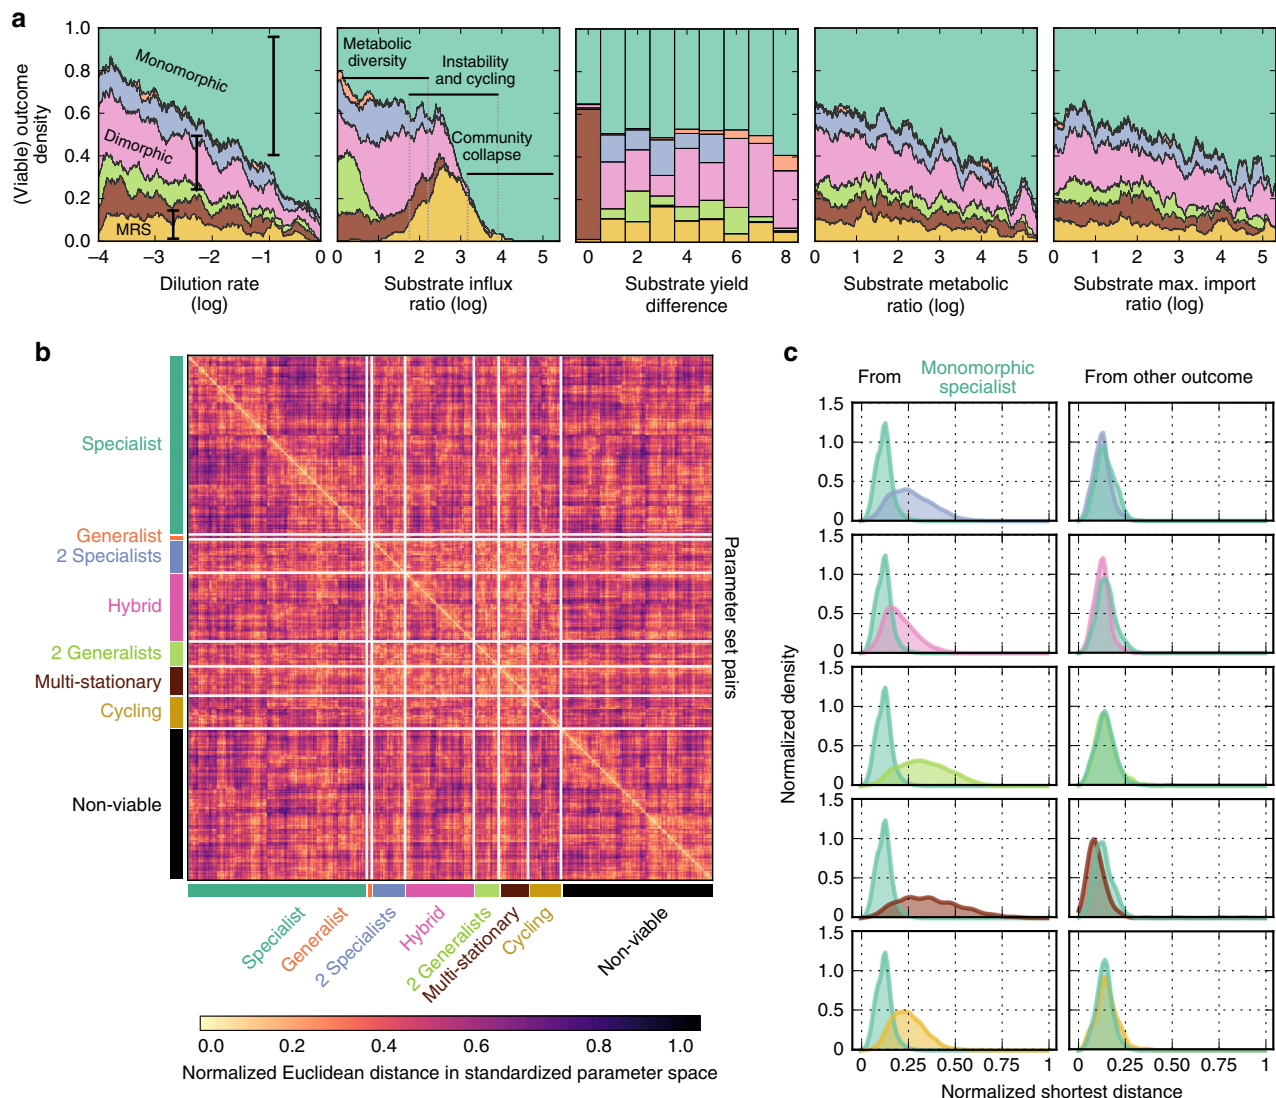 a
(Viable) outcome
density
1.0
0.8
0.6
0.4
0.2
0.0
Monomorphic
Dimorphic
MRS
−4
−3
−2
−1
0
Dilution rate
(log)
Metabolic
diversity
Instability
and cycling
Community
collapse
0 1 2 3 4 5
Substrate influx
ratio (log)
0 2 4 6 8
Substrate yield
difference
0 1 2 3 4 5
Substrate metabolic
ratio (log)
0 1 2 3 4 5
Substrate max. import
ratio (log)
b
Specialist
Generalist
2 Specialists
Hybrid
2 Generalists
Multi-stationary
Cycling
Non-viable
Parameter set pairs
Specialist
Generalist
2 Specialists
Hybrid
2 Generalists
Multi-stationary
Cycling
Non-viable
0.0 0.2 0.4 0.6 0.8 1.0
Normalized Euclidean distance in standardized parameter space
c
From Monomorphic
specialist
From other outcome
Normalized density
1.5
1.0
0.5
0
1.5
1.0
0.5
0
1.5
1.0
0.5
0
1.5
1.0
0.5
0
1.5
1.0
0.5
0
0 0.25 0.50 0.75 1
0 0.25 0.50 0.75 1
Normalized shortest distance